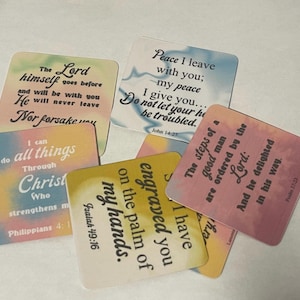 The Lord
himself goes before
and will be with you
He will never leave
Nor forsake you
Peace I leave
with you;
my peace
I give you...
Do not let your he
be troubled.
John 14:27
I can
do all things
Through
Christ
Who
strengthens m
Philippians 4:
I have
engraved you
on the palm of
my hands.
Isaiah 49:16
The steps of a
good man
are ordered by the
Lord:
And he delighted
in his way.